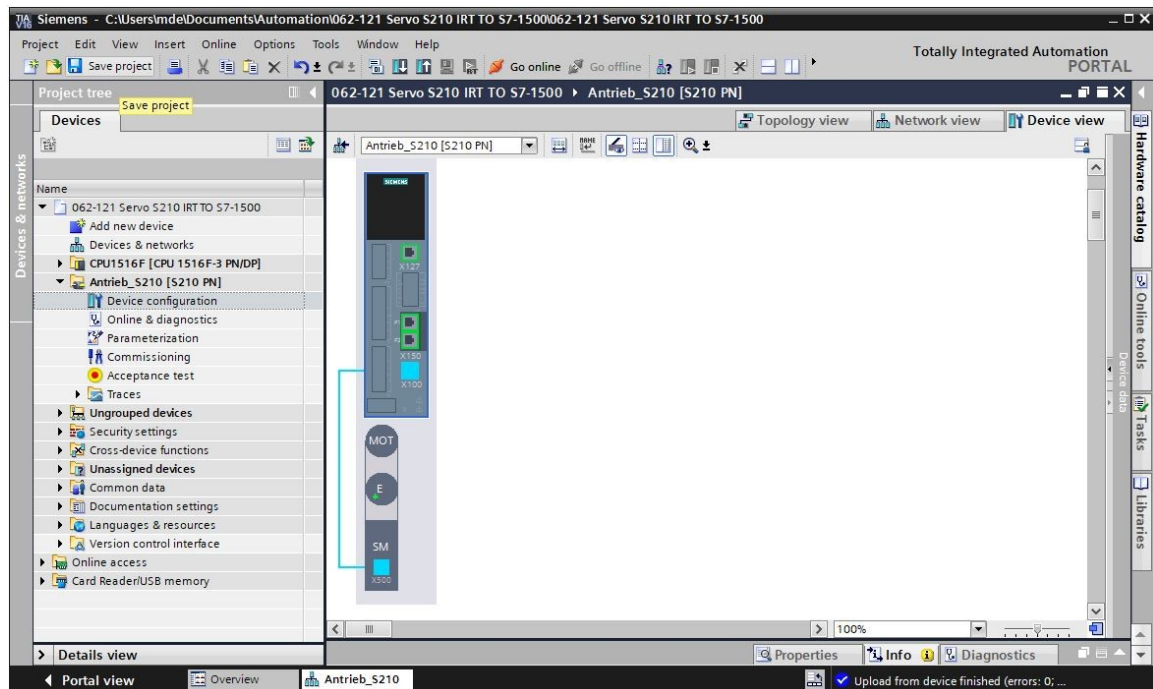 Siemens - C:\Users\mde\Documents\Automation\062-121 Servo S210 IRT TO S7-1500\062-121 Servo S210 IRT TO S7-1500
Project Edit View Insert Online Options Tools Window Help
Totally Integrated Automation
PORTAL
Save project
Go online
Go offline
Project tree
Save project
062-121 Servo S210 IRT TO S7-1500
Antrieb_S210 [S210 PN]
Devices
Topology view
Network view
Device view
Antrieb_S210 [S210 PN]
Name
062-121 Servo S210 IRT TO S7-1500
Add new device
Devices & networks
CPU1516F [CPU 1516F-3 PN/DP]
Antrieb_S210 [S210 PN]
Device configuration
Online & diagnostics
Parameterization
Commissioning
Acceptance test
Traces
Ungrouped devices
Security settings
Cross-device functions
Unassigned devices
Common data
Documentation settings
Languages & resources
Version control interface
Online access
Card Reader/USB memory
Devices & networks
SIEMENS
X127
X150
X100
MOT
E
SM
X500
Device data
Hardware catalog
Online tools
Tasks
Libraries
100%
Details view
Properties
Info
Diagnostics
Portal view
Overview
Antrieb_S210
Upload from device finished (errors: 0; ...